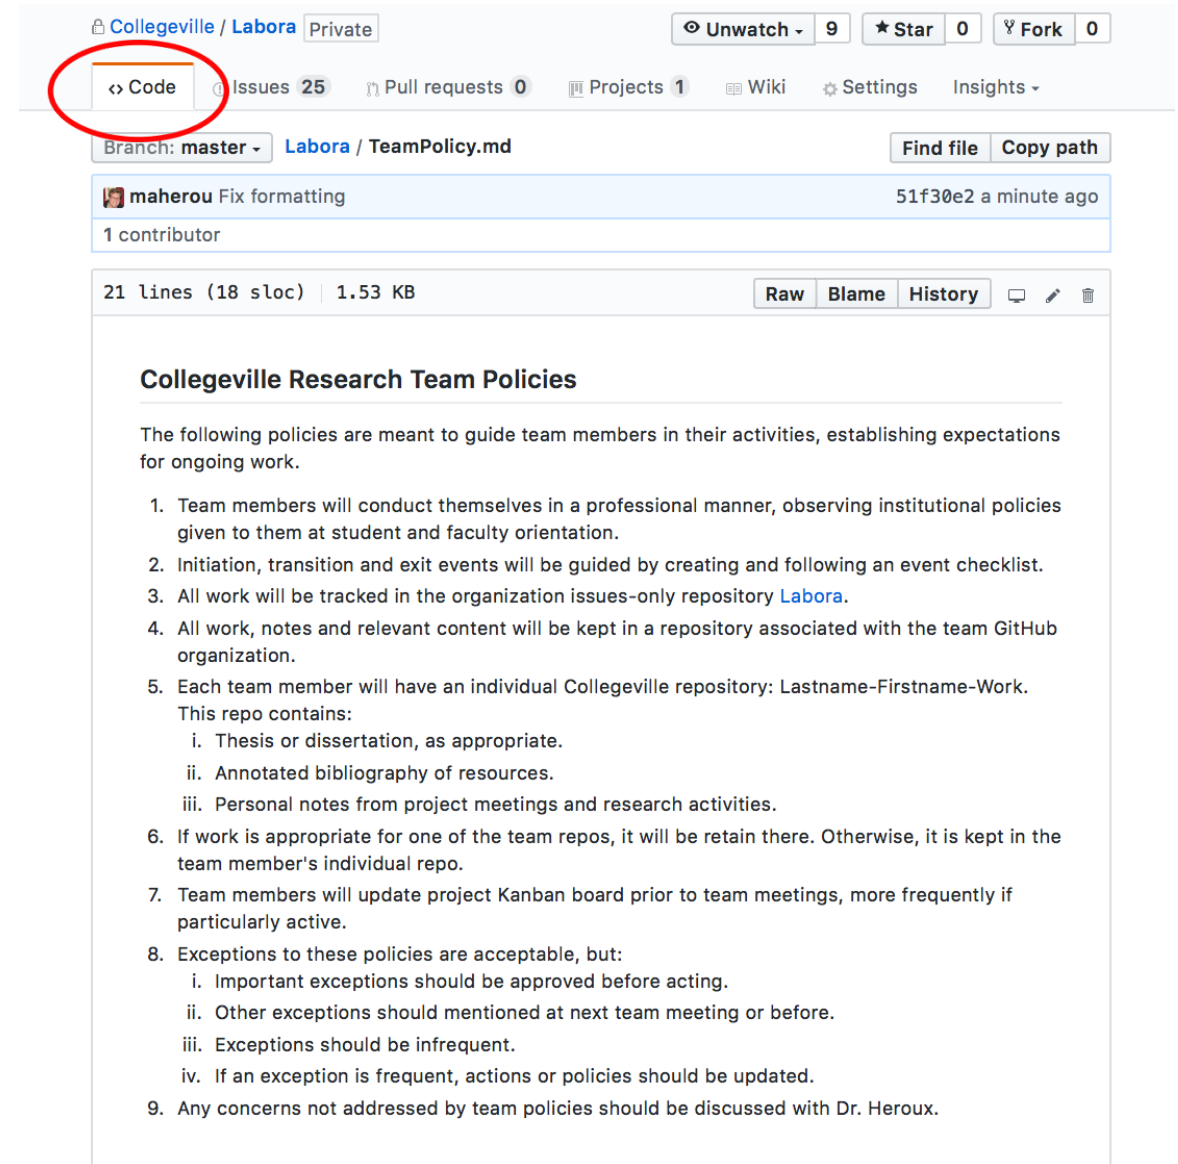 Collegeville / Labora Private
Unwatch 9 Star 0 Fork 0
<> Code Issues 25 Pull requests 0 Projects 1 Wiki Settings Insights
Branch: master Labora / TeamPolicy.md Find file Copy path
maherou Fix formatting 51f30e2 a minute ago
1 contributor
21 lines (18 sloc) 1.53 KB Raw Blame History
Collegeville Research Team Policies
The following policies are meant to guide team members in their activities, establishing expectations
for ongoing work.
1. Team members will conduct themselves in a professional manner, observing institutional policies
given to them at student and faculty orientation.
2. Initiation, transition and exit events will be guided by creating and following an event checklist.
3. All work will be tracked in the organization issues-only repository Labora.
4. All work, notes and relevant content will be kept in a repository associated with the team GitHub
organization.
5. Each team member will have an individual Collegeville repository: Lastname-Firstname-Work.
This repo contains:
i. Thesis or dissertation, as appropriate.
ii. Annotated bibliography of resources.
iii. Personal notes from project meetings and research activities.
6. If work is appropriate for one of the team repos, it will be retain there. Otherwise, it is kept in the
team member's individual repo.
7. Team members will update project Kanban board prior to team meetings, more frequently if
particularly active.
8. Exceptions to these policies are acceptable, but:
i. Important exceptions should be approved before acting.
ii. Other exceptions should mentioned at next team meeting or before.
iii. Exceptions should be infrequent.
iv. If an exception is frequent, actions or policies should be updated.
9. Any concerns not addressed by team policies should be discussed with Dr. Heroux.